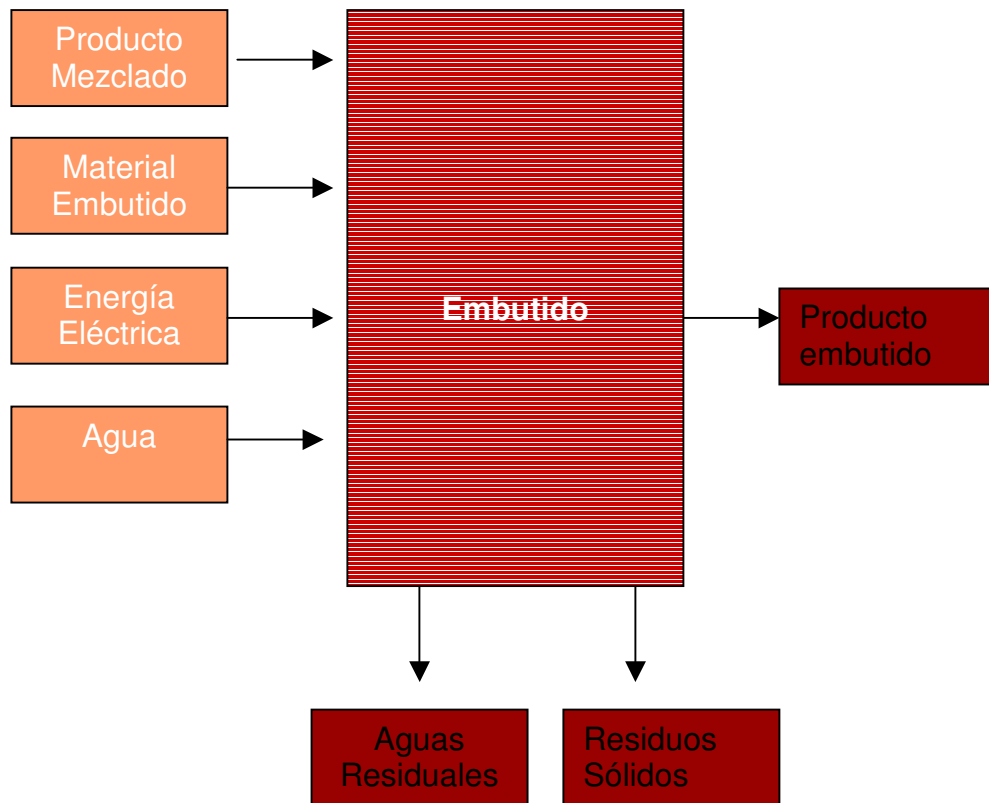 Producto
Mezclado
Material
Embutido
Energía
Eléctrica
Agua
Embutido
Producto
embutido
Aguas
Residuales
Residuos
Sólidos